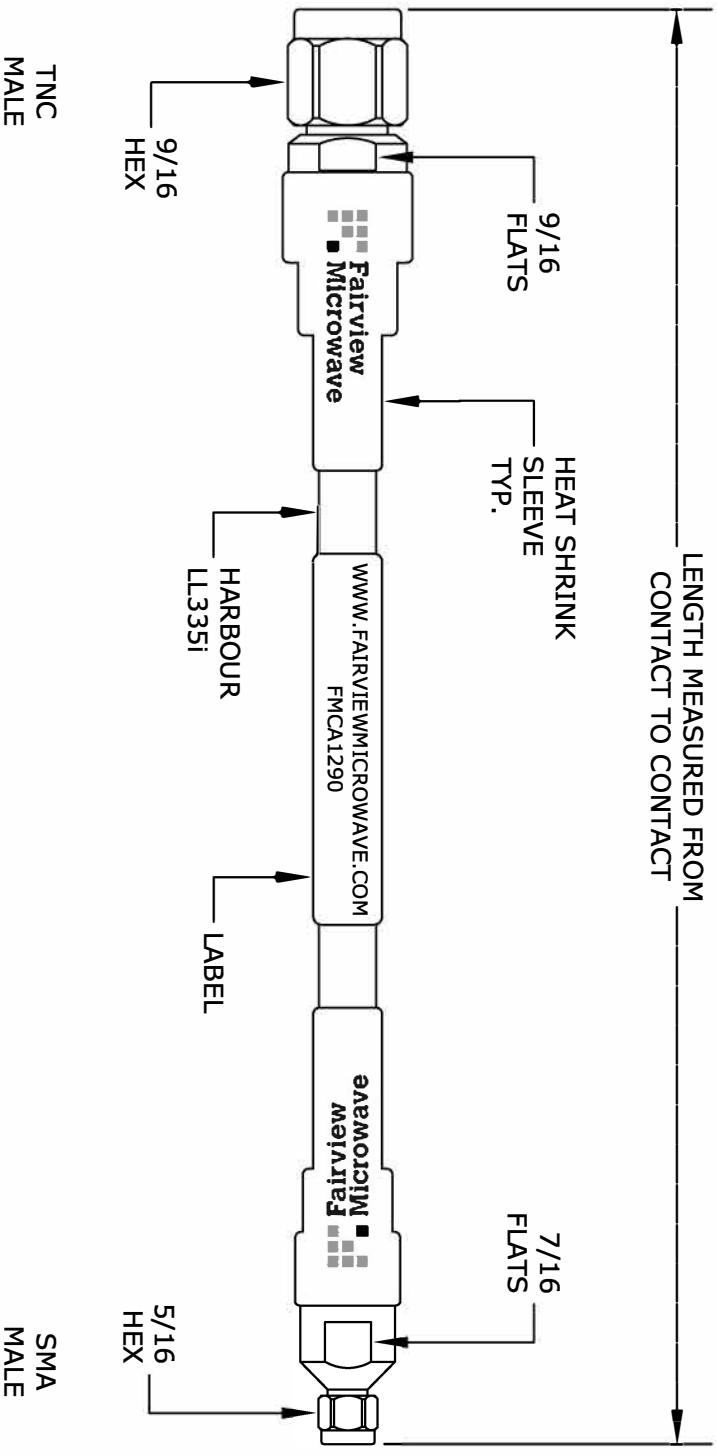 LENGTH MEASURED FROM
CONTACT TO CONTACT
9/16
FLATS
HEAT SHRINK
SLEEVE
TYP.
7/16
FLATS
Fairview
Microwave
WWW.FAIRVIEWMICROWAVE.COM
FMCA1290
Fairview
Microwave
9/16
HEX
HARBOUR
LL335i
LABEL
5/16
HEX
TNC
MALE
SMA
MALE